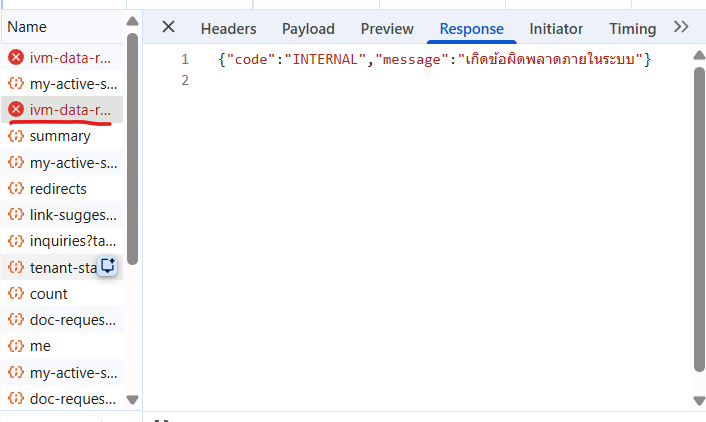 Name
Headers
Payload
Preview
Response
Initiator
Timing
ivm-data-r...
my-active-s...
ivm-data-r...
summary
my-active-s...
redirects
link-sugges...
inquiries?ta...
tenant-sta
count
doc-reques...
me
my-active-s...
doc-reques...
1 {"code":"INTERNAL","message":"เกิดข้อผิดพลาดภายในระบบ"}
2